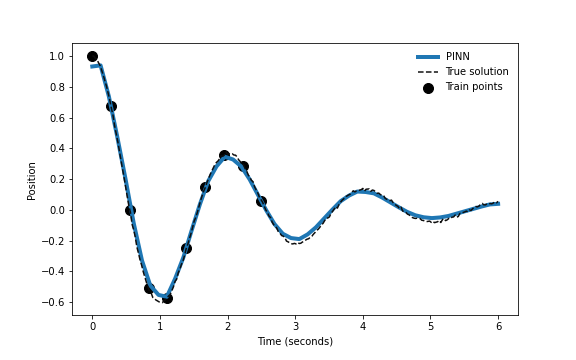 1.0
0.8
0.6
0.4
0.2
0.0
−0.2
−0.4
−0.6
Position
PINN
True solution
Train points
0 1 2 3 4 5 6
Time (seconds)